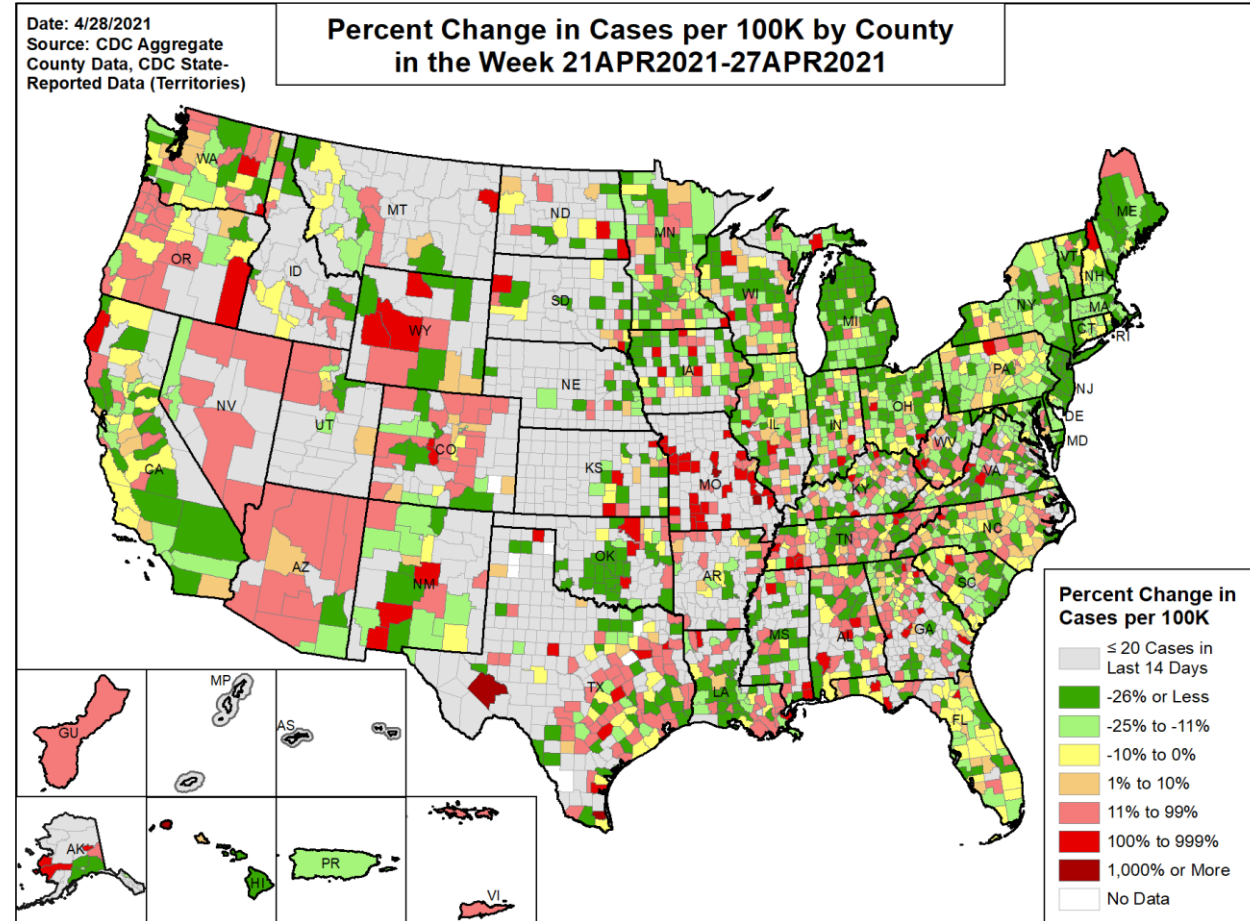 Date: 4/28/2021
Source: CDC Aggregate
County Data, CDC State-
Reported Data (Territories)
Percent Change in Cases per 100K by County
in the Week 21APR2021-27APR2021
WA
MT
ND
MN
ME
OR
ID
WY
SD
WI
MI
VT
NH
NY
MA
CT
RI
NV
UT
CO
NE
IA
IL
IN
OH
PA
NJ
DE
MD
CA
KS
MO
KY
WV
VA
AZ
NM
OK
AR
TN
NC
SC
TX
LA
MS
AL
GA
FL
GU
MP
AS
AK
HI
PR
VI
Percent Change in
Cases per 100K
≤ 20 Cases in
Last 14 Days
-26% or Less
-25% to -11%
-10% to 0%
1% to 10%
11% to 99%
100% to 999%
1,000% or More
No Data